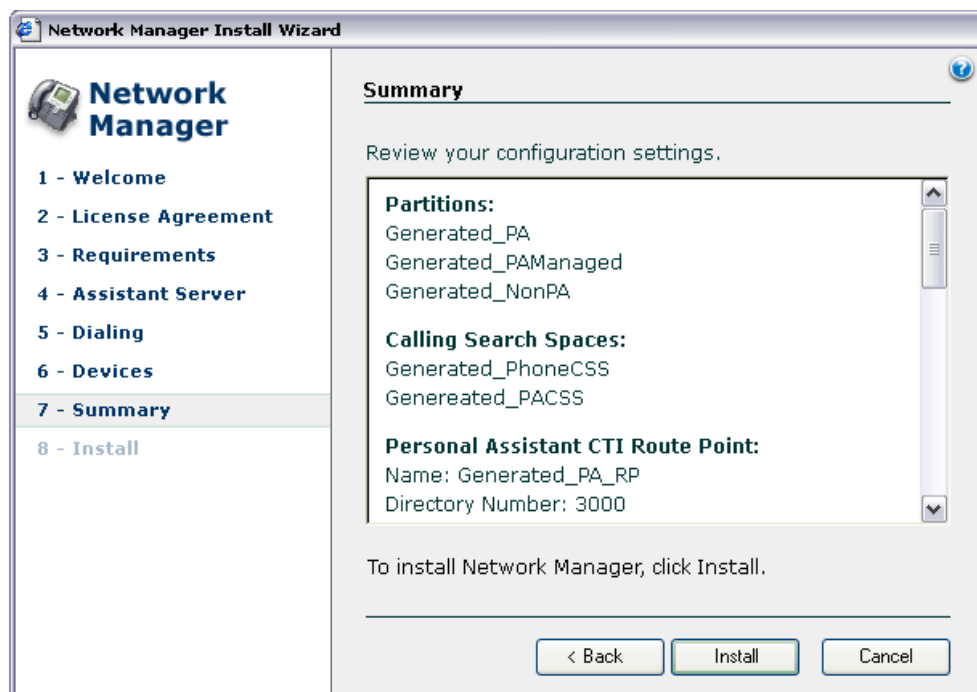 Network Manager Install Wizard
Network
Manager
1 - Welcome
2 - License Agreement
3 - Requirements
4 - Assistant Server
5 - Dialing
6 - Devices
7 - Summary
8 - Install
?
Summary
Review your configuration settings.
Partitions:
Generated_PA
Generated_PAManaged
Generated_NonPA
Calling Search Spaces:
Generated_PhoneCSS
Genereated_PACSS
Personal Assistant CTI Route Point:
Name: Generated_PA_RP
Directory Number: 3000
To install Network Manager, click Install.
< Back
Install
Cancel